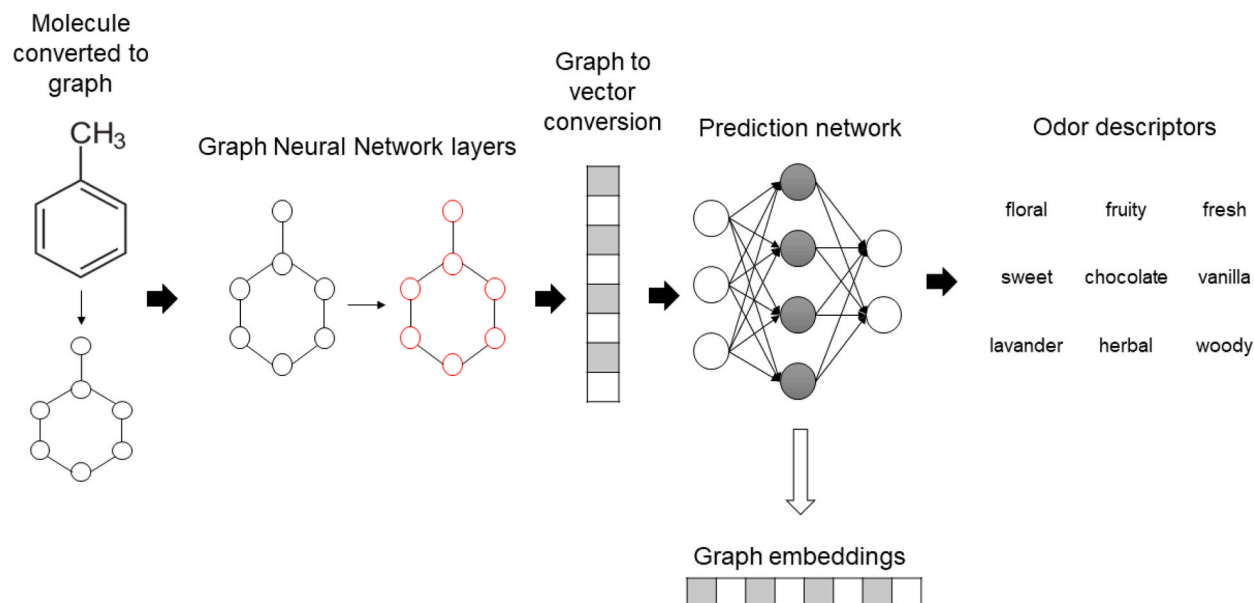 Molecule
converted to
graph
CH3
Graph Neural Network layers
Graph to
vector
conversion
Prediction network
Odor descriptors
floral fruity fresh
sweet chocolate vanilla
lavander herbal woody
Graph embeddings